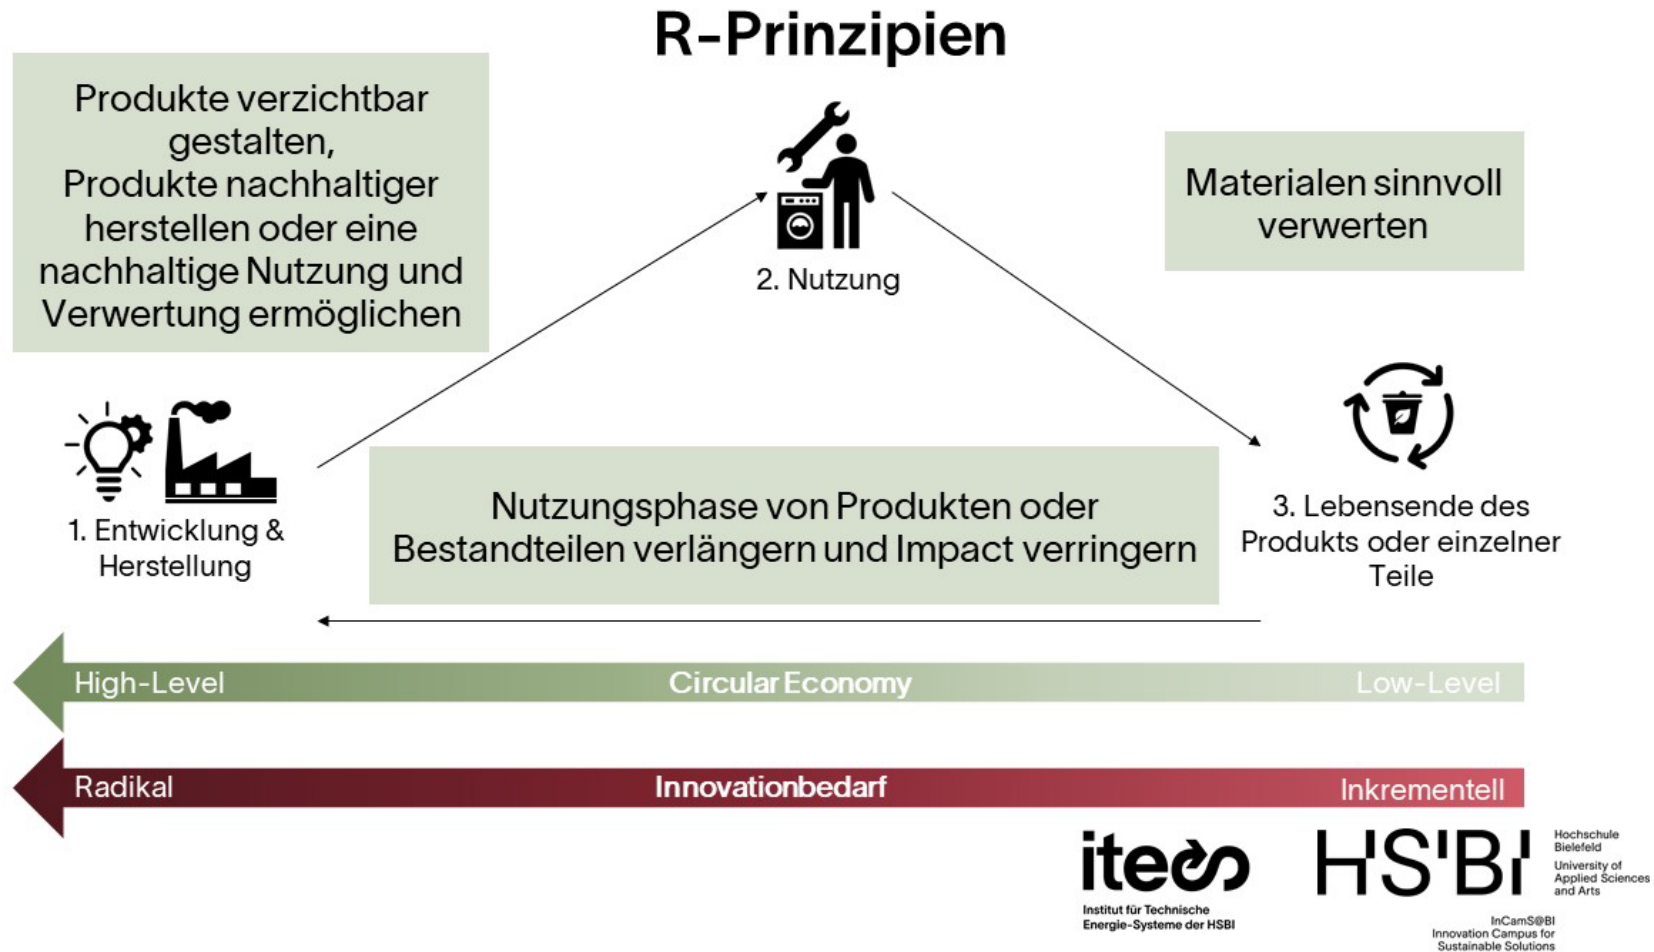 R-Prinzipien
Produkte verzichtbar
gestalten,
Produkte nachhaltiger
herstellen oder eine
nachhaltige Nutzung und
Verwertung ermöglichen
Materialen sinnvoll
verwerten
2. Nutzung
1. Entwicklung &
Herstellung
Nutzungsphase von Produkten oder
Bestandteilen verlängern und Impact verringern
3. Lebensende des
Produkts oder einzelner
Teile
High-Level
Circular Economy
Low-Level
Radikal
Innovationbedarf
Inkrementell
itees
Institut für Technische
Energie-Systeme der HSBI
HSBI
Hochschule
Bielefeld
University of
Applied Sciences
and Arts
InCamS@BI
Innovation Campus for
Sustainable Solutions